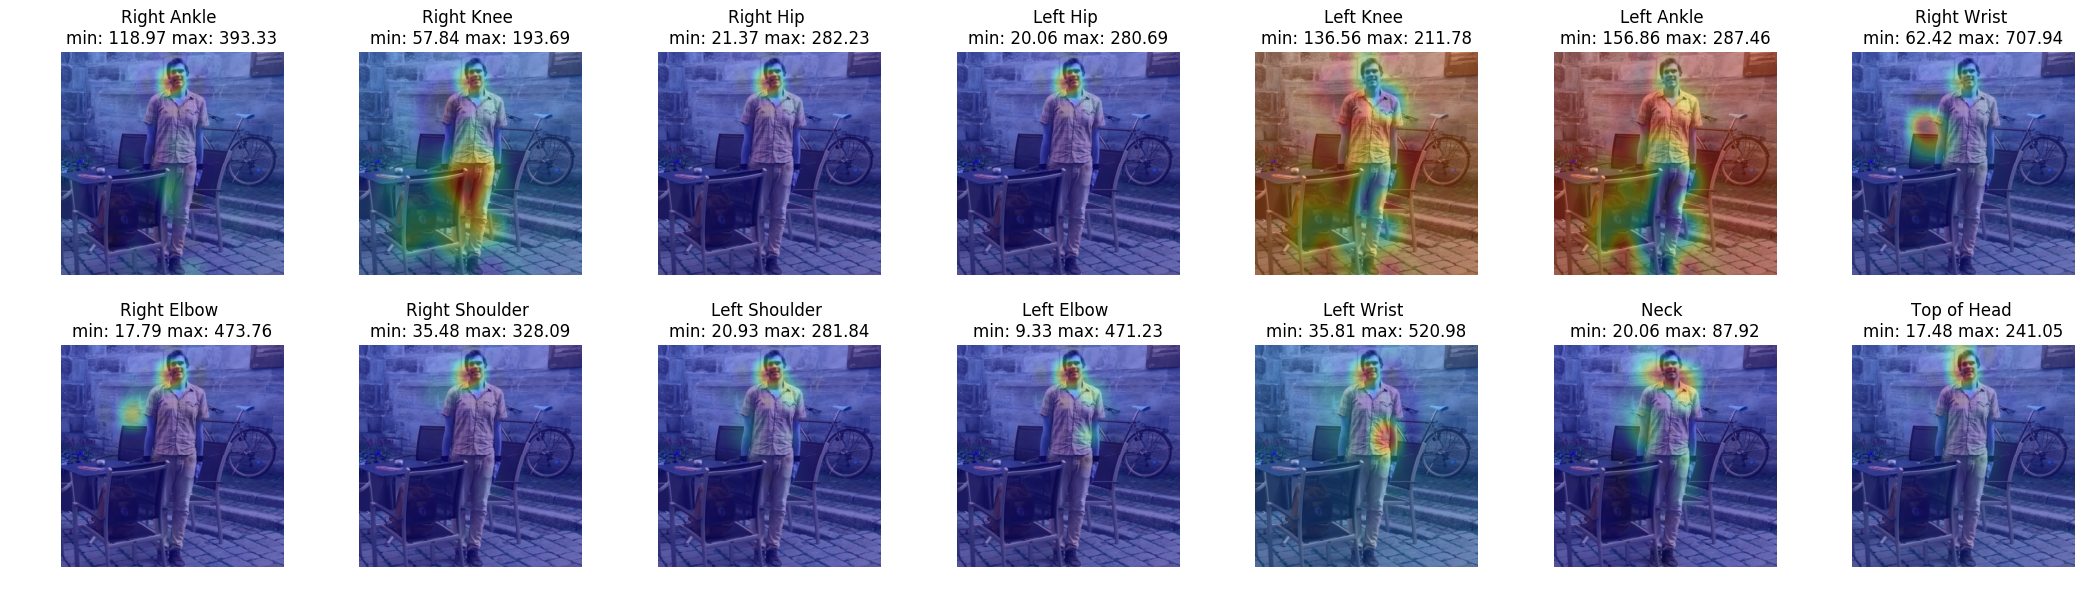 Right Ankle
min: 118.97 max: 393.33
Right Knee
min: 57.84 max: 193.69
Right Hip
min: 21.37 max: 282.23
Left Hip
min: 20.06 max: 280.69
Left Knee
min: 136.56 max: 211.78
Left Ankle
min: 156.86 max: 287.46
Right Wrist
min: 62.42 max: 707.94
Right Elbow
min: 17.79 max: 473.76
Right Shoulder
min: 35.48 max: 328.09
Left Shoulder
min: 20.93 max: 281.84
Left Elbow
min: 9.33 max: 471.23
Left Wrist
min: 35.81 max: 520.98
Neck
min: 20.06 max: 87.92
Top of Head
min: 17.48 max: 241.05